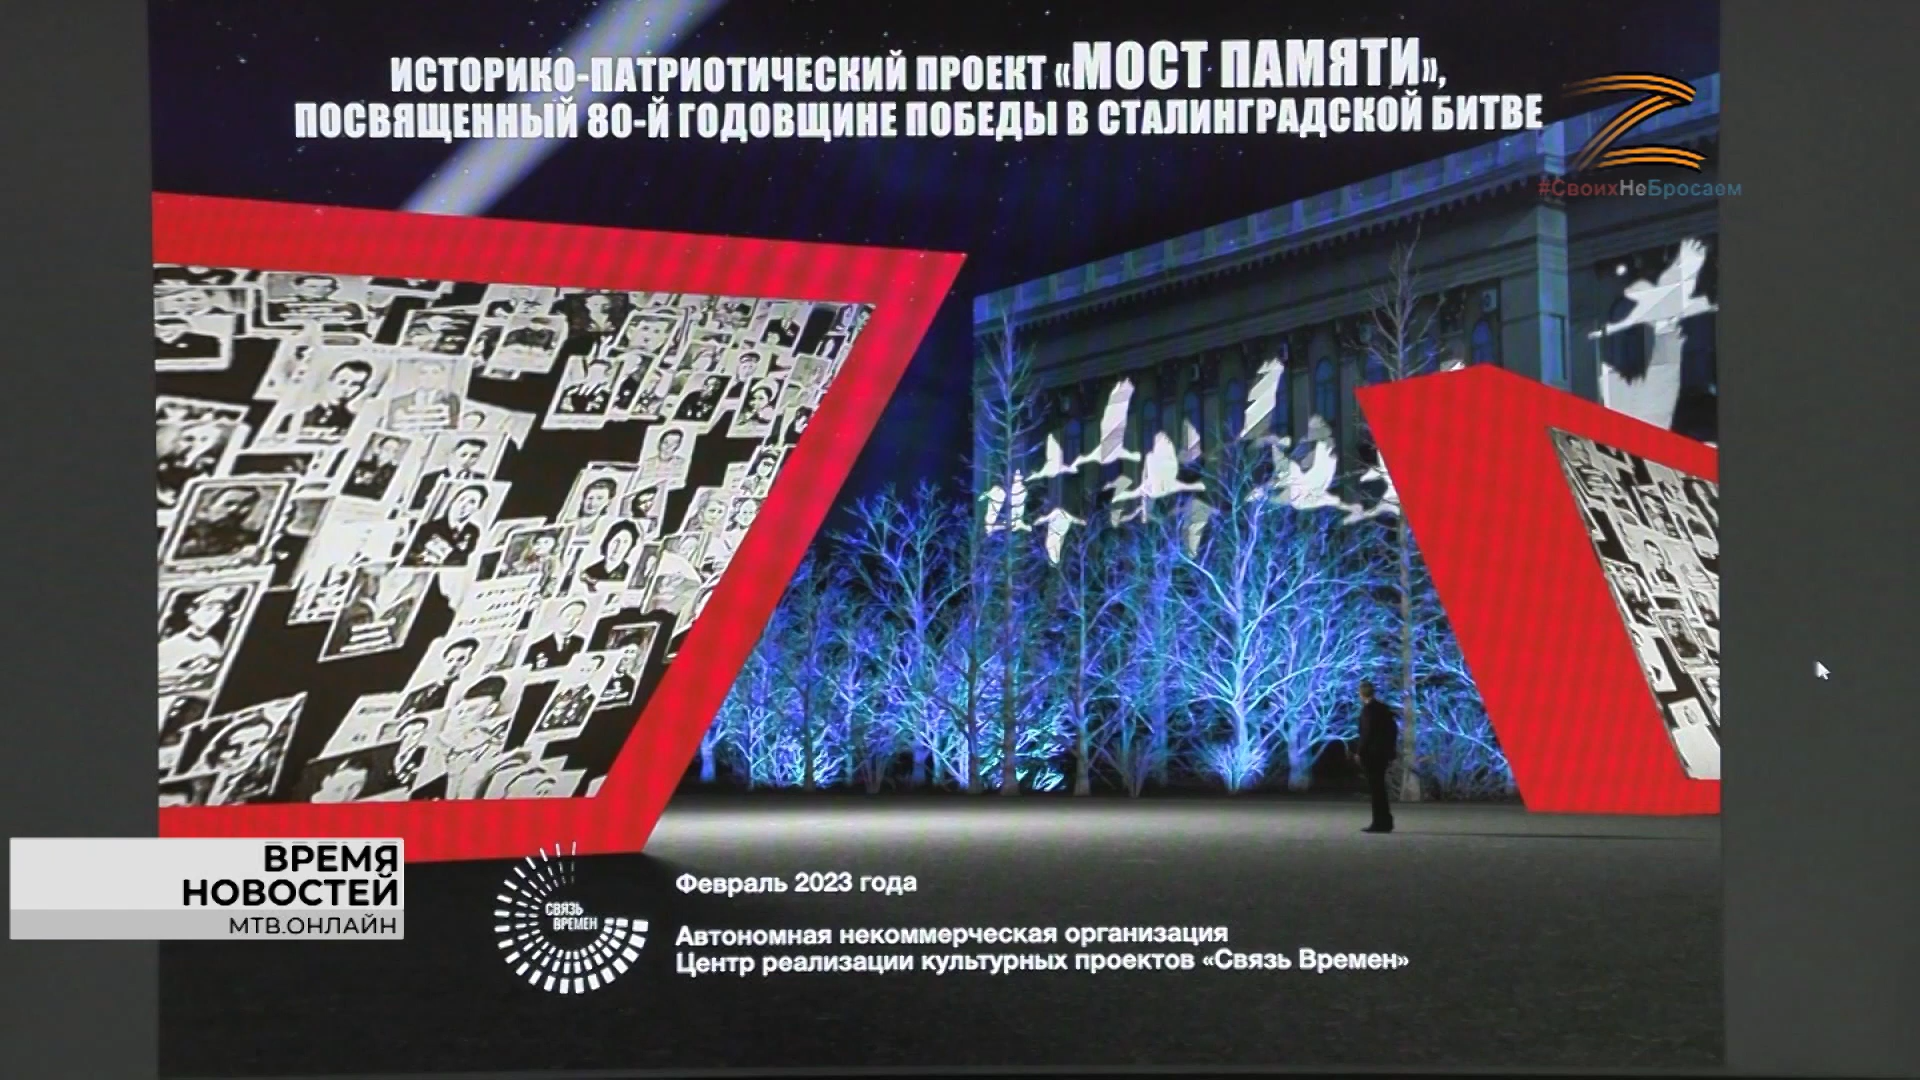 ИСТОРИКО-ПАТРИОТИЧЕСКИЙ ПРОЕКТ «МОСТ ПАМЯТИ»,
ПОСВЯЩЕННЫЙ 80-Й ГОДОВЩИНЕ ПОБЕДЫ В СТАЛИНГРАДСКОЙ БИТВЕ
Z
#СвоихНеБросаем
ВРЕМЯ
НОВОСТЕЙ
МТВ.ОНЛАЙН
СВЯЗЬ
ВРЕМЕН
Февраль 2023 года
Автономная некоммерческая организация
Центр реализации культурных проектов «Связь Времен»